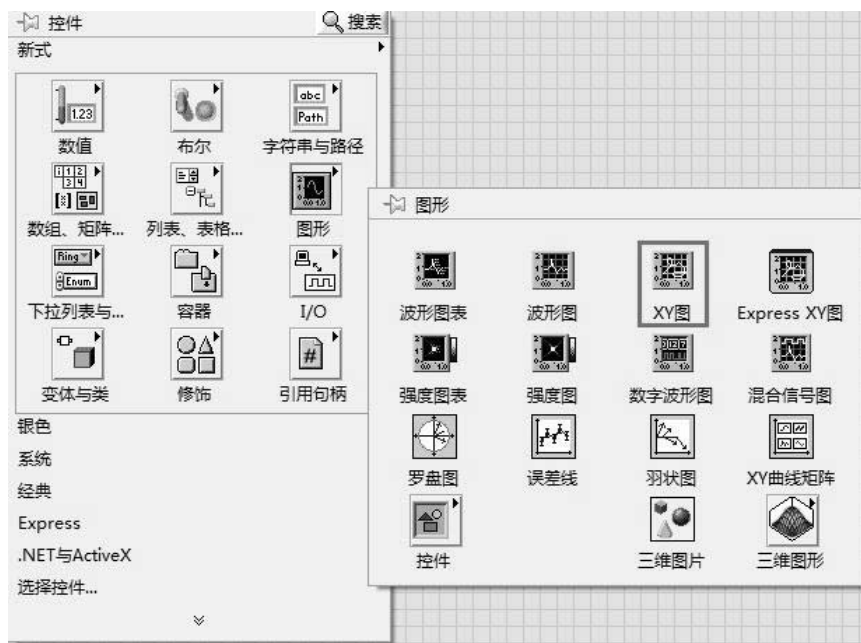 控件
搜索
新式
1.23
abc
Path
数值
布尔
字符串与路径
数组、矩阵...
列表、表格...
图形
Ring
Enum
下拉列表与...
容器
I/O
#
变体与类
修饰
引用句柄
银色
系统
经典
Express
.NET与ActiveX
选择控件...
图形
波形图表
波形图
XY图
Express XY图
强度图表
强度图
数字波形图
混合信号图
罗盘图
误差线
羽状图
XY曲线矩阵
控件
三维图片
三维图形